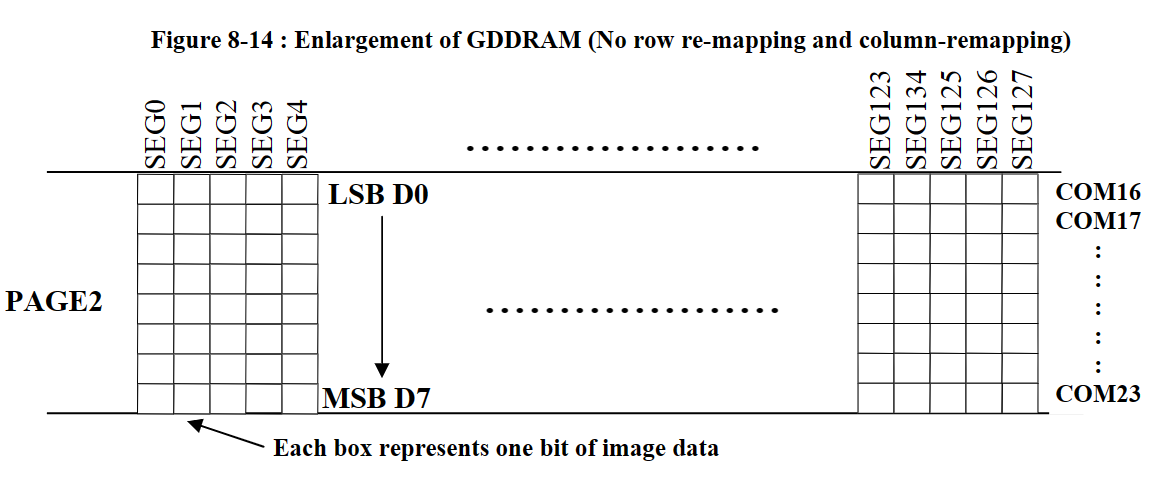 Figure 8-14 : Enlargement of GDDRAM (No row re-mapping and column-remapping)
SEG0
SEG1
SEG2
SEG3
SEG4
..................
SEG123
SEG134
SEG125
SEG126
SEG127
LSB D0
COM16
COM17
:
:
PAGE2
..................
:
:
:
MSB D7
COM23
Each box represents one bit of image data